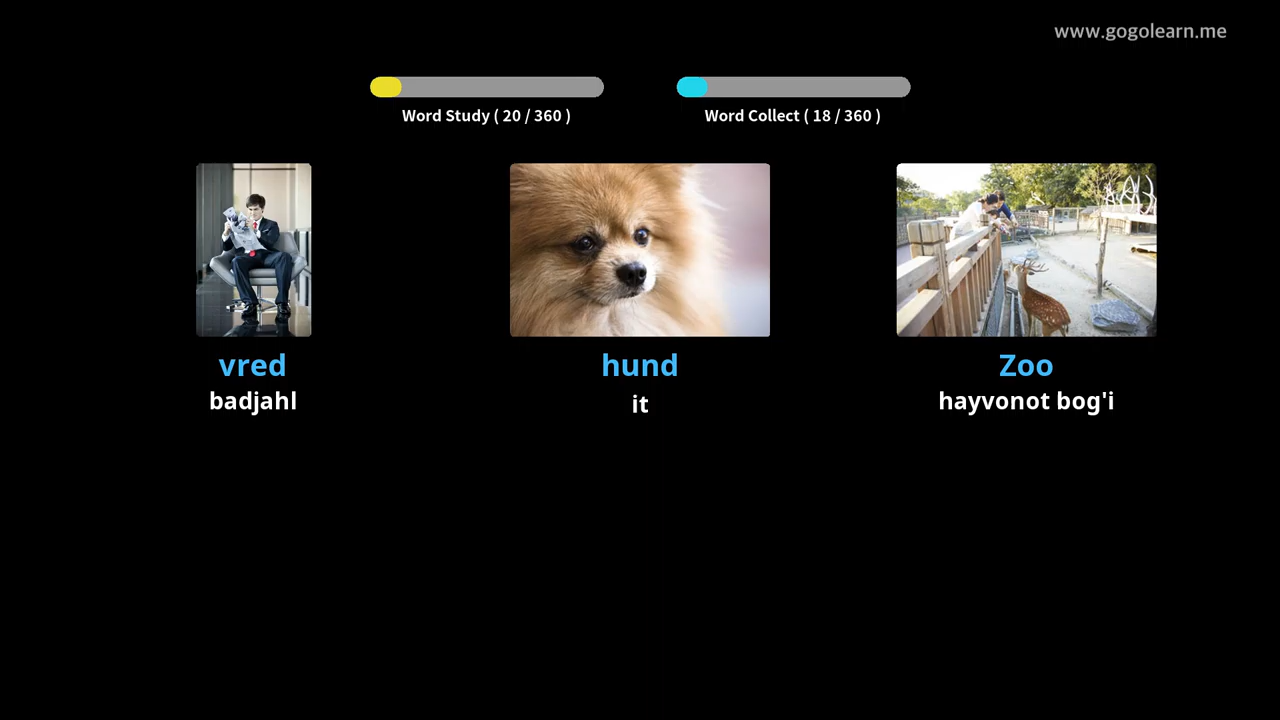 www.gogolearn.me
Word Study ( 20 / 360 )
Word Collect ( 18 / 360 )
vred
badjahl
hund
it
Zoo
hayvonot bog'i